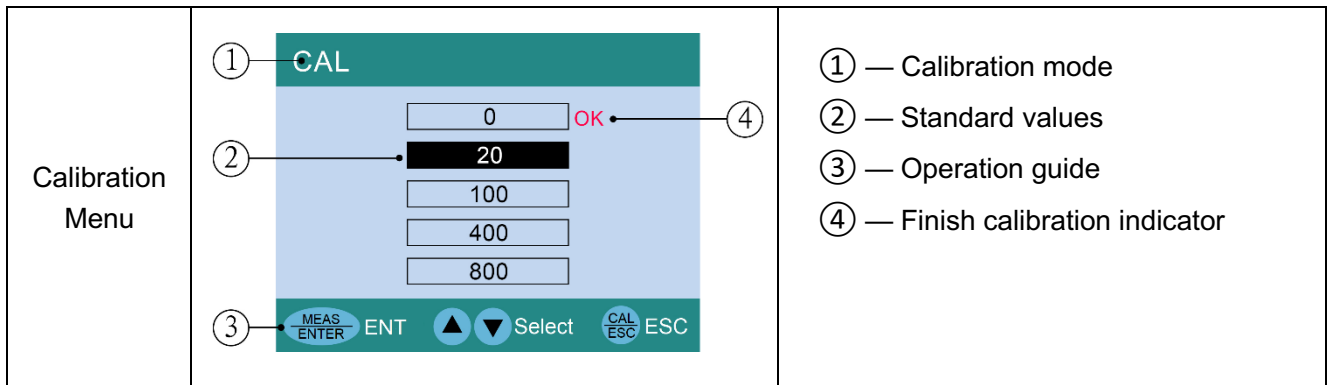 Calibration
Menu
① CAL
0 OK ④
② 20
100
400
800
③ MEAS ENTER ENT ▲ ▼ Select CAL ESC ESC
① — Calibration mode
② — Standard values
③ — Operation guide
④ — Finish calibration indicator